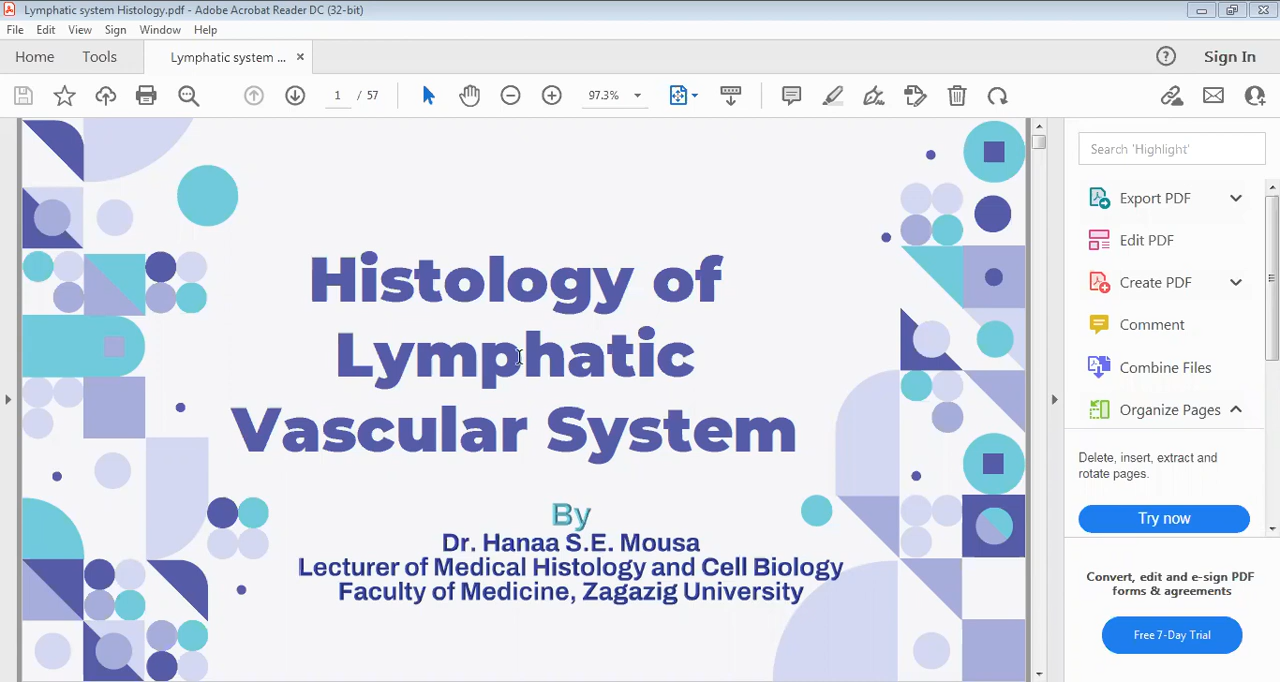 Lymphatic system Histology.pdf - Adobe Acrobat Reader DC (32-bit)
File Edit View Sign Window Help
Home Tools Lymphatic system ... × Sign In
1 / 57 97.3%
Histology of
Lymphatic
Vascular System
By
Dr. Hanaa S.E. Mousa
Lecturer of Medical Histology and Cell Biology
Faculty of Medicine, Zagazig University
Search 'Highlight'
Export PDF
Edit PDF
Create PDF
Comment
Combine Files
Organize Pages
Delete, insert, extract and
rotate pages.
Try now
Convert, edit and e-sign PDF
forms & agreements
Free 7-Day Trial